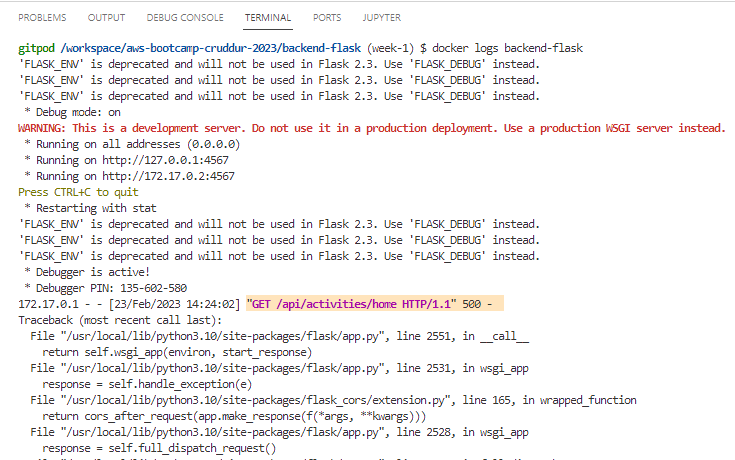 PROBLEMS OUTPUT DEBUG CONSOLE TERMINAL PORTS JUPYTER
gitpod /workspace/aws-bootcamp-cruddur-2023/backend-flask (week-1) $ docker logs backend-flask
'FLASK_ENV' is deprecated and will not be used in Flask 2.3. Use 'FLASK_DEBUG' instead.
'FLASK_ENV' is deprecated and will not be used in Flask 2.3. Use 'FLASK_DEBUG' instead.
'FLASK_ENV' is deprecated and will not be used in Flask 2.3. Use 'FLASK_DEBUG' instead.
* Debug mode: on
WARNING: This is a development server. Do not use it in a production deployment. Use a production WSGI server instead.
* Running on all addresses (0.0.0.0)
* Running on http://127.0.0.1:4567
* Running on http://172.17.0.2:4567
Press CTRL+C to quit
* Restarting with stat
'FLASK_ENV' is deprecated and will not be used in Flask 2.3. Use 'FLASK_DEBUG' instead.
'FLASK_ENV' is deprecated and will not be used in Flask 2.3. Use 'FLASK_DEBUG' instead.
'FLASK_ENV' is deprecated and will not be used in Flask 2.3. Use 'FLASK_DEBUG' instead.
* Debugger is active!
* Debugger PIN: 135-602-580
172.17.0.1 - - [23/Feb/2023 14:24:02] "GET /api/activities/home HTTP/1.1" 500 -
Traceback (most recent call last):
File "/usr/local/lib/python3.10/site-packages/flask/app.py", line 2551, in __call__
return self.wsgi_app(environ, start_response)
File "/usr/local/lib/python3.10/site-packages/flask/app.py", line 2531, in wsgi_app
response = self.handle_exception(e)
File "/usr/local/lib/python3.10/site-packages/flask_cors/extension.py", line 165, in wrapped_function
return cors_after_request(app.make_response(f(*args, **kwargs)))
File "/usr/local/lib/python3.10/site-packages/flask/app.py", line 2528, in wsgi_app
response = self.full_dispatch_request()